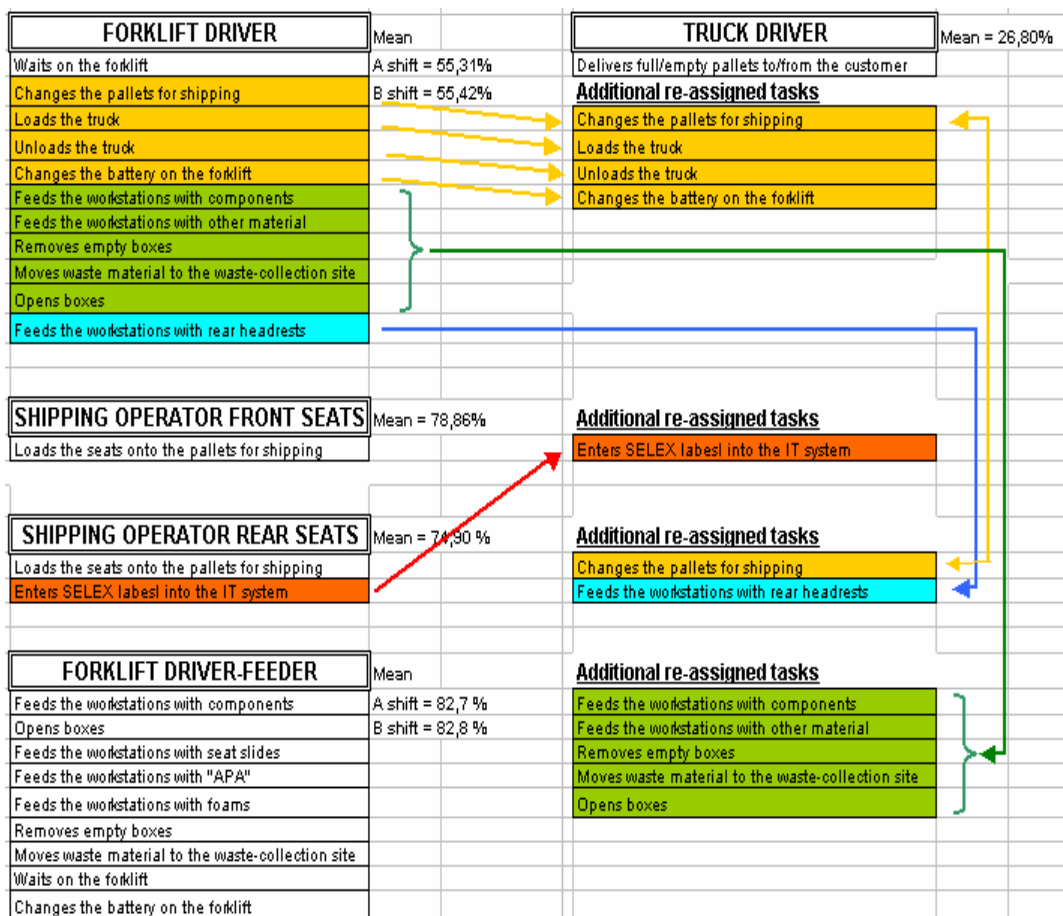 FORKLIFT DRIVER
Mean
TRUCK DRIVER
Mean = 26,80%
Waits on the forklift
A shift = 55,31%
Delivers full/empty pallets to/from the customer
Changes the pallets for shipping
B shift = 55,42%
Additional re-assigned tasks
Loads the truck
Changes the pallets for shipping
Unloads the truck
Loads the truck
Changes the battery on the forklift
Unloads the truck
Feeds the workstations with components
Changes the battery on the forklift
Feeds the workstations with other material
Removes empty boxes
Moves waste material to the waste-collection site
Opens boxes
Feeds the workstations with rear headrests
SHIPPING OPERATOR FRONT SEATS
Mean = 78,86%
Additional re-assigned tasks
Loads the seats onto the pallets for shipping
Enters SELEX labesl into the IT system
SHIPPING OPERATOR REAR SEATS
Mean = 74,90 %
Additional re-assigned tasks
Loads the seats onto the pallets for shipping
Changes the pallets for shipping
Enters SELEX labesl into the IT system
Feeds the workstations with rear headrests
FORKLIFT DRIVER-FEEDER
Mean
Additional re-assigned tasks
Feeds the workstations with components
A shift = 82,7 %
Feeds the workstations with components
Opens boxes
B shift = 82,8 %
Feeds the workstations with other material
Feeds the workstations with seat slides
Removes empty boxes
Feeds the workstations with "APA"
Moves waste material to the waste-collection site
Feeds the workstations with foams
Opens boxes
Removes empty boxes
Moves waste material to the waste-collection site
Waits on the forklift
Changes the battery on the forklift